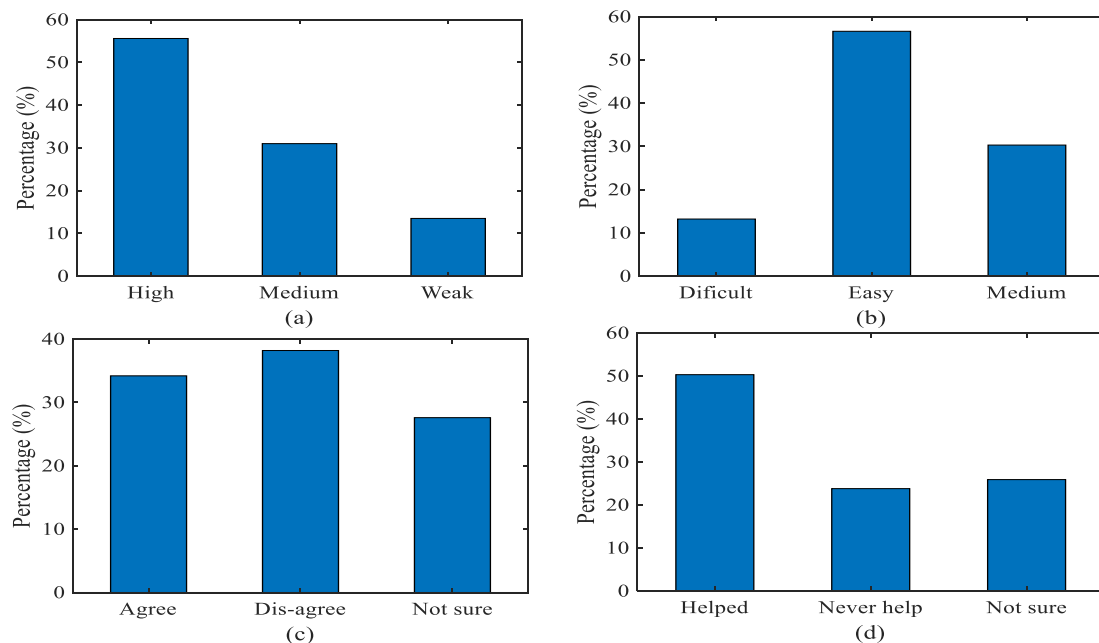 Percentage (%)
60
50
40
30
20
10
0
High Medium Weak
(a)
Percentage (%)
60
50
40
30
20
10
0
Dificult Easy Medium
(b)
Percentage (%)
40
30
20
10
0
Agree Dis-agree Not sure
(c)
Percentage (%)
60
50
40
30
20
10
0
Helped Never help Not sure
(d)